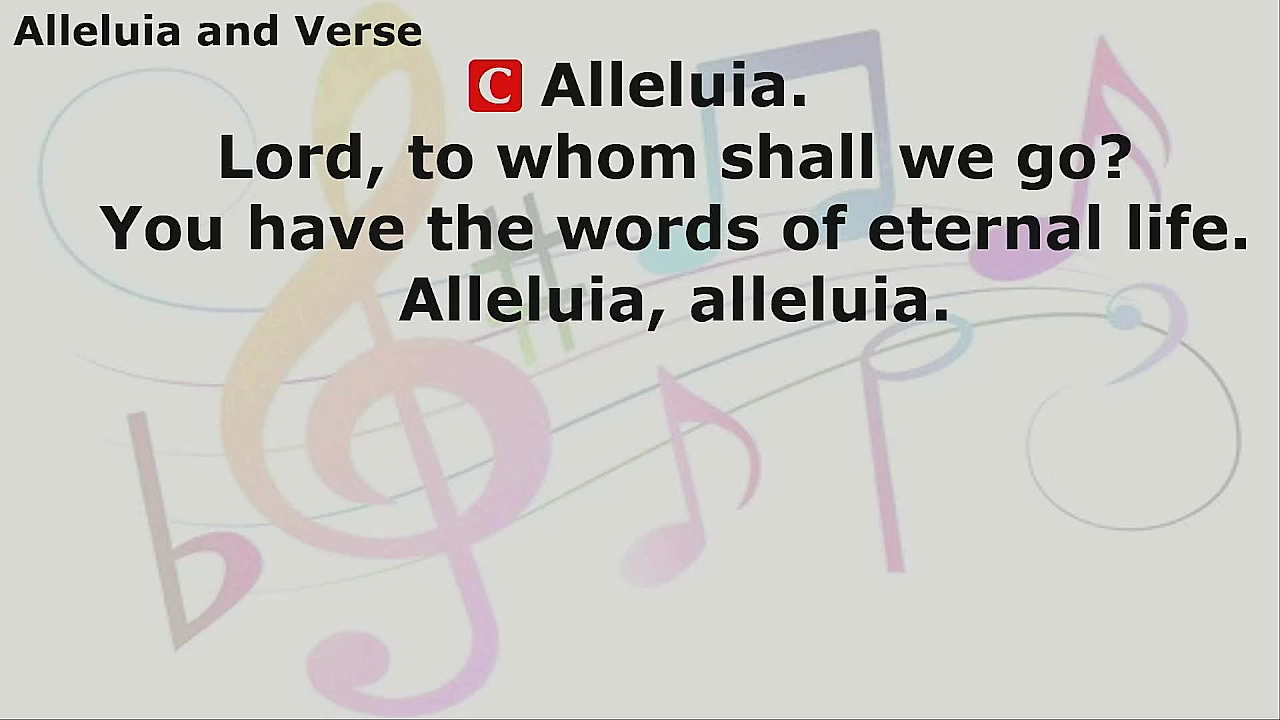 Alleluia and Verse
C Alleluia.
Lord, to whom shall we go?
You have the words of eternal life.
Alleluia, alleluia.